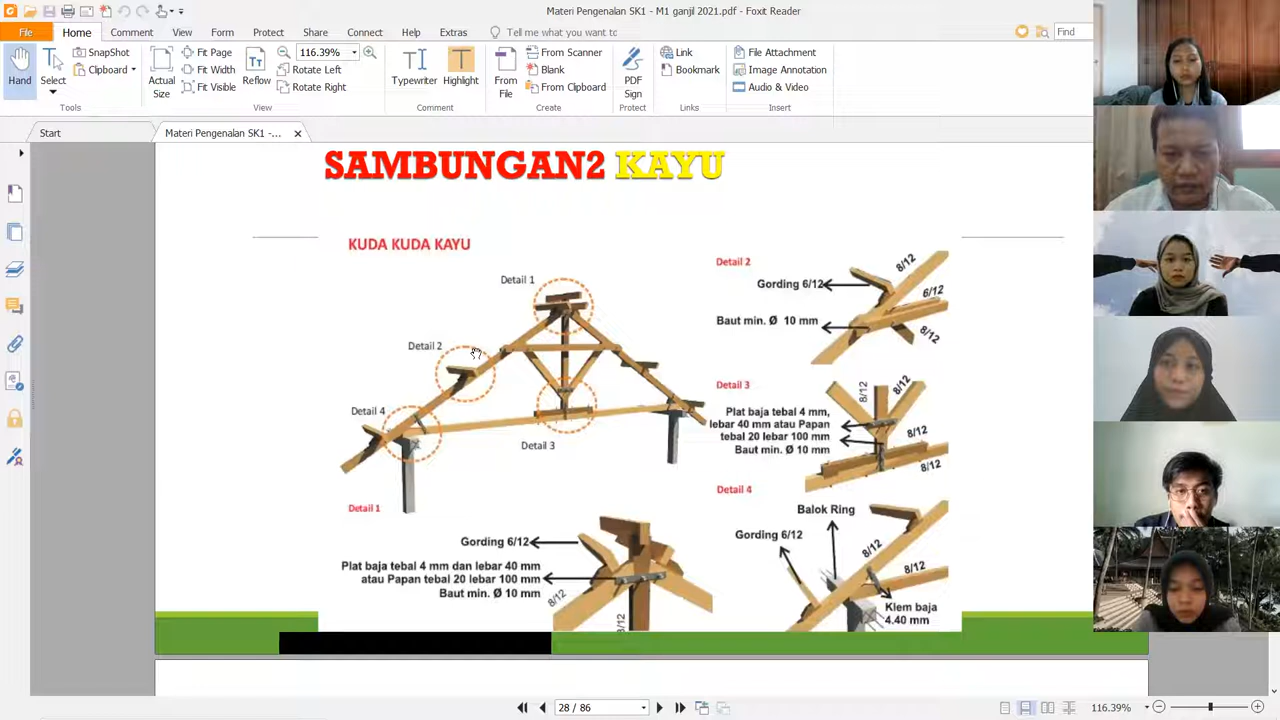 Materi Pengenalan SK1 - M1 ganjil 2021.pdf - Foxit Reader
File Home Comment View Form Protect Share Connect Help Extras Tell me what you want to
Find
Hand
Select
SnapShot
Clipboard
Actual
Size
Fit Page
Fit Width
Fit Visible
Reflow
116.39%
Rotate Left
Rotate Right
Typewriter
Highlight
From
File
From Scanner
Blank
From Clipboard
PDF
Sign
Link
Bookmark
File Attachment
Image Annotation
Audio & Video
Tools View Comment Create Protect Links Insert
Start Materi Pengenalan SK1 -...
SAMBUNGAN2 KAYU
KUDA KUDA KAYU
Detail 1
Detail 2
Detail 4
Detail 3
Detail 1
Gording 6/12
Plat baja tebal 4 mm dan lebar 40 mm
atau Papan tebal 20 lebar 100 mm
Baut min. Ø 10 mm
8/12
8/12
Detail 2
Gording 6/12
Baut min. Ø 10 mm
8/12
6/12
8/12
Detail 3
Plat baja tebal 4 mm,
lebar 40 mm atau Papan
tebal 20 lebar 100 mm
Baut min. Ø 10 mm
8/12
8/12
8/12
8/12
Detail 4
Balok Ring
Gording 6/12
8/12
8/12
Klem baja
4.40 mm
28 / 86
116.39%